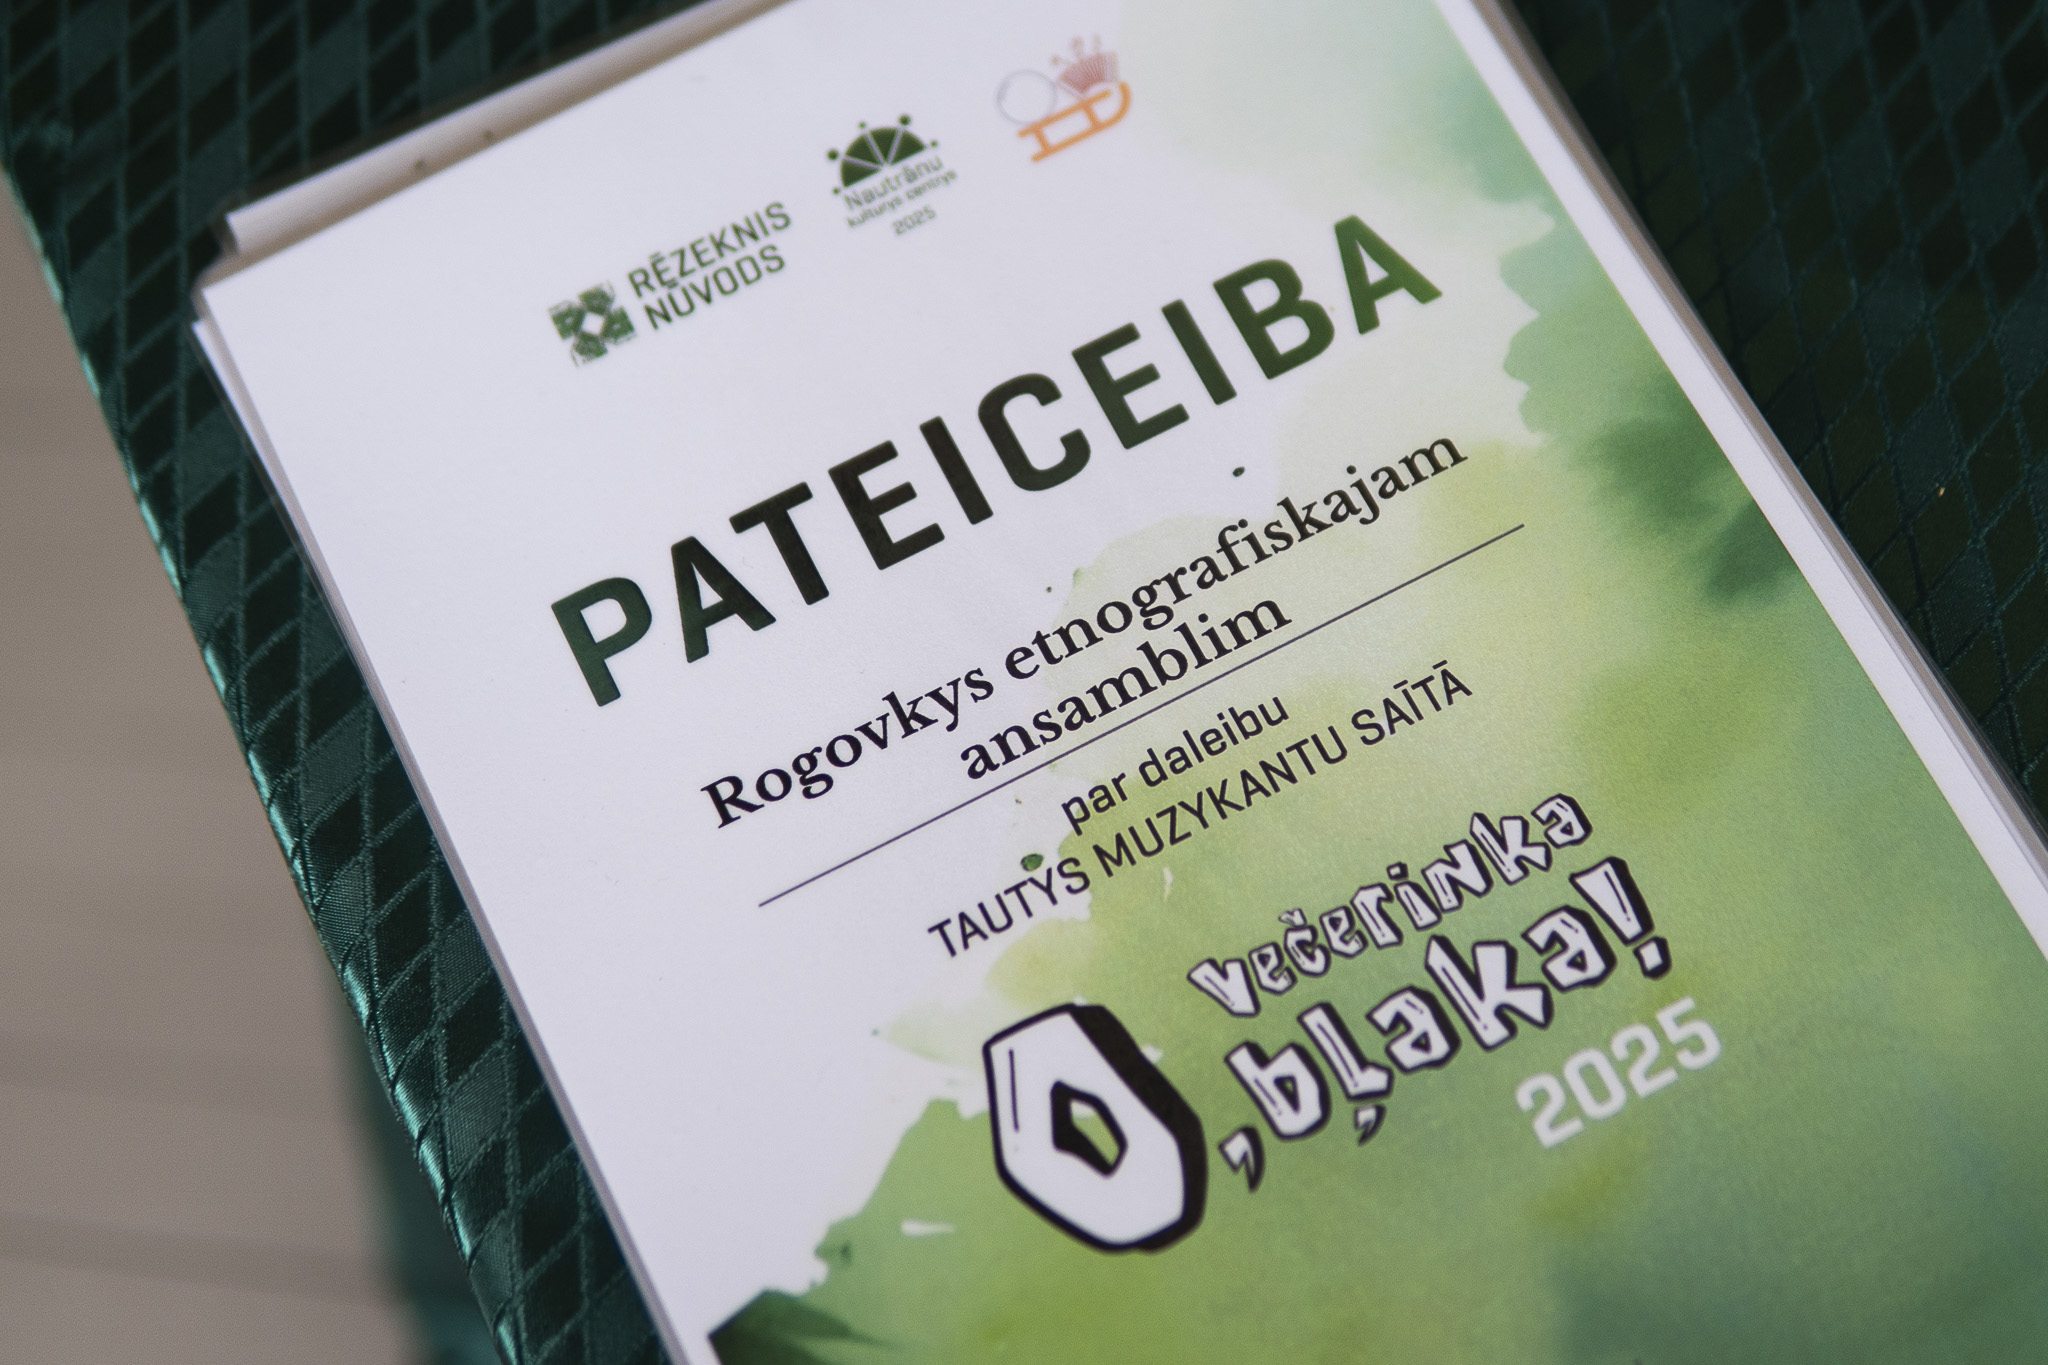 RĒZEKNIS
NŪVODS
Nautrānu
kulturys centrys
2025
PATEICEIBA
Rogovkys etnografiskajam
ansamblim
par daleibu
TAUTYS MUZYKANTU SAĪTĀ
večerinka
O, bļaka!
2025